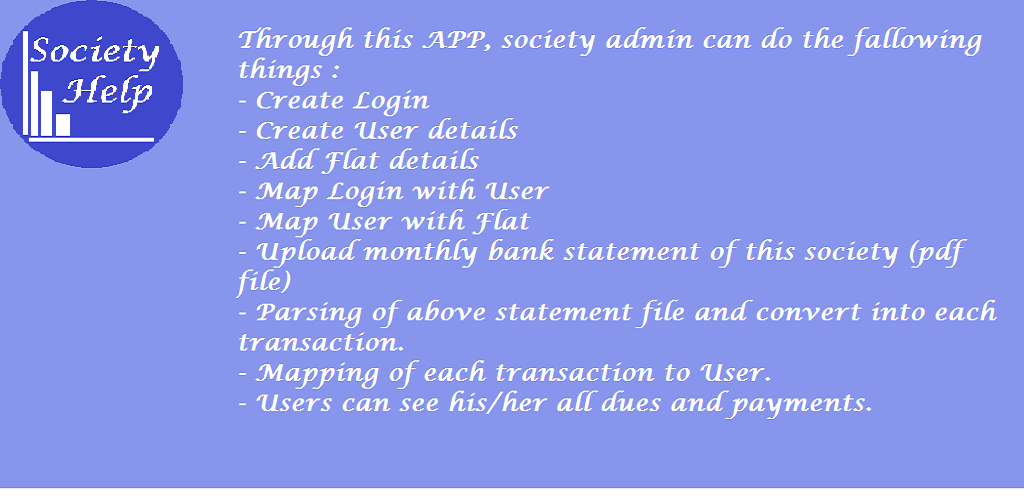 Society
Help
Through this APP, society admin can do the fallowing
things :
- Create Login
- Create User details
- Add Flat details
- Map Login with User
- Map User with Flat
- Upload monthly bank statement of this society (pdf
file)
- Parsing of above statement file and convert into each
transaction.
- Mapping of each transaction to User.
- Users can see his/her all dues and payments.